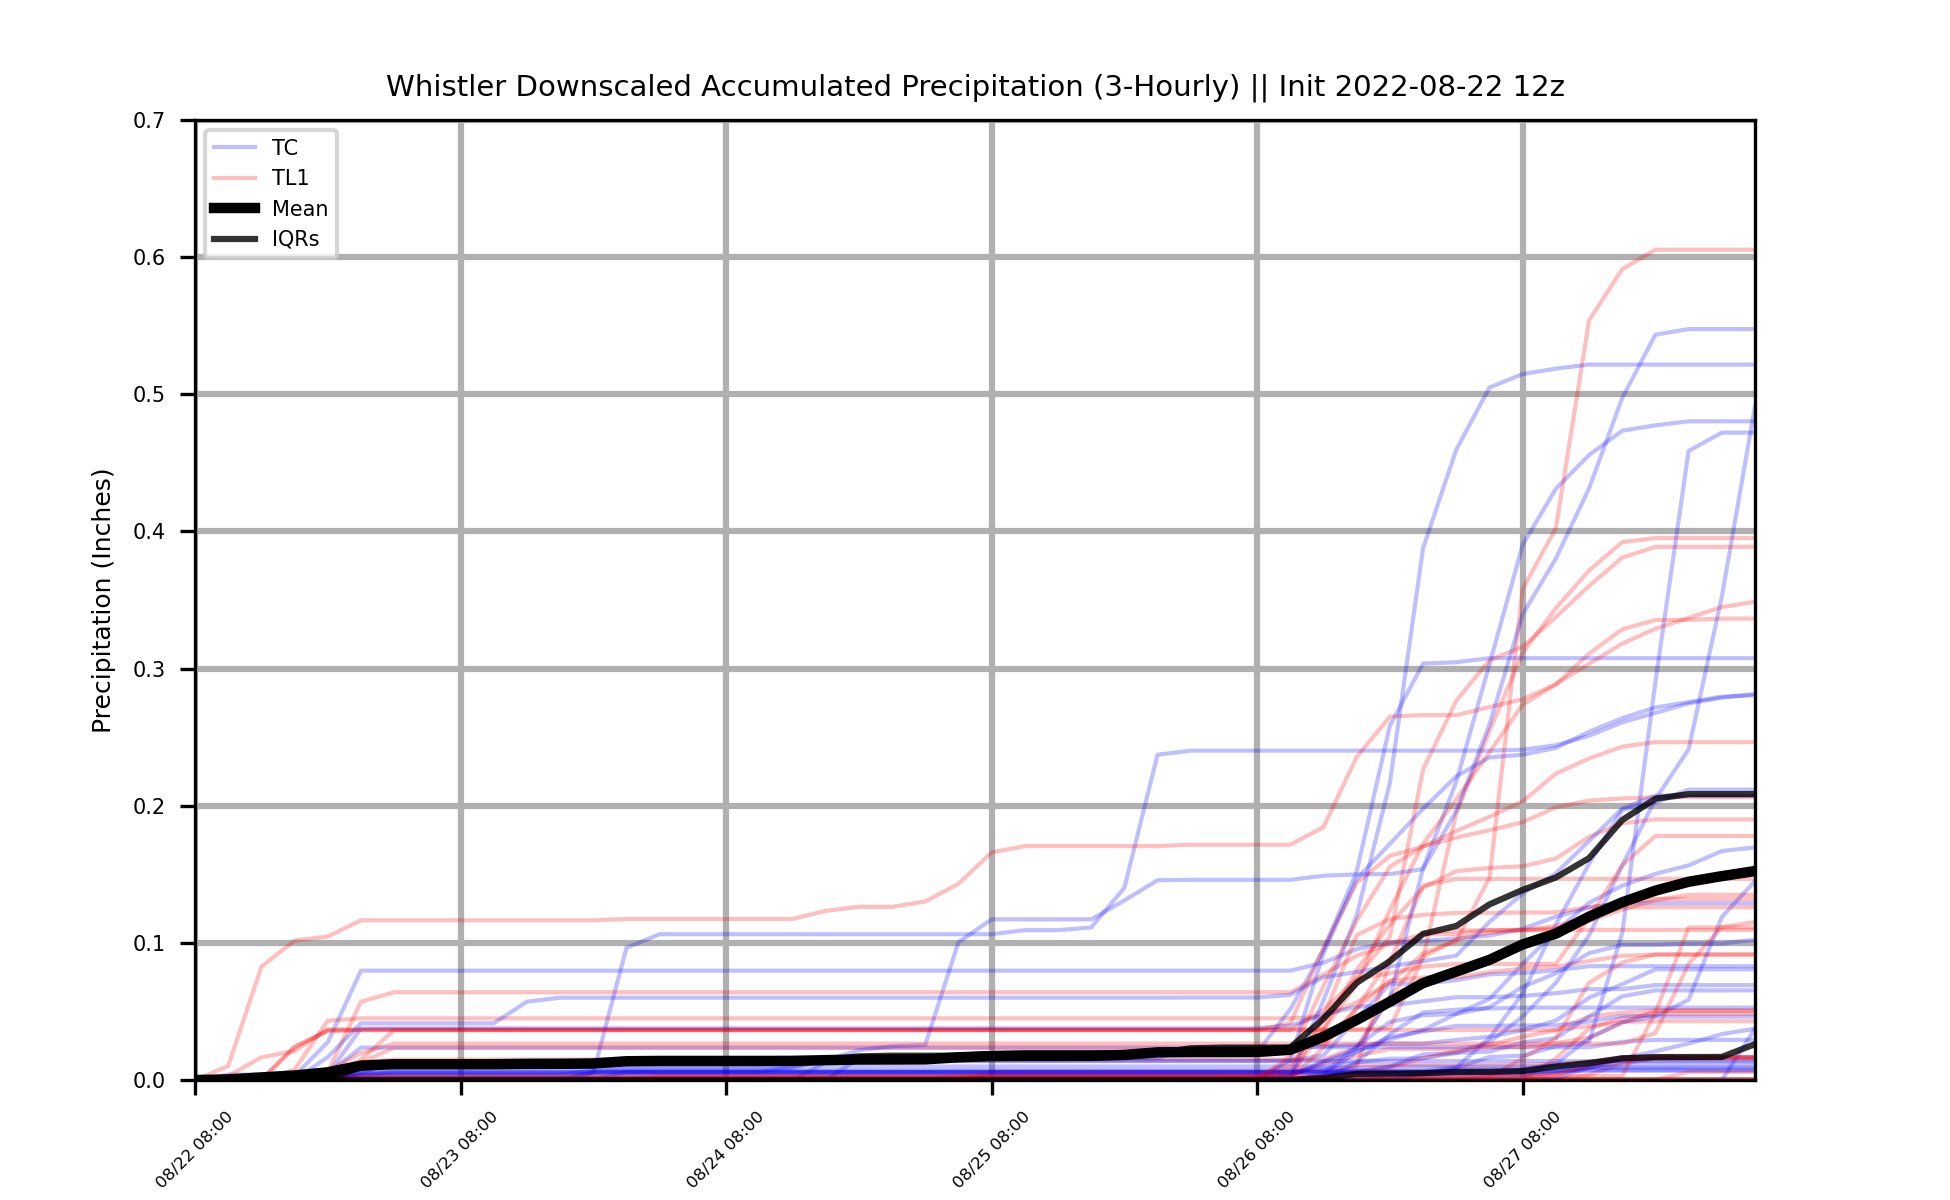 Whistler Downscaled Accumulated Precipitation (3-Hourly) || Init 2022-08-22 12z
TC
TL1
Mean
IQRs
Precipitation (Inches)
0.7
0.6
0.5
0.4
0.3
0.2
0.1
0.0
08/22 08:00
08/23 08:00
08/24 08:00
08/25 08:00
08/26 08:00
08/27 08:00